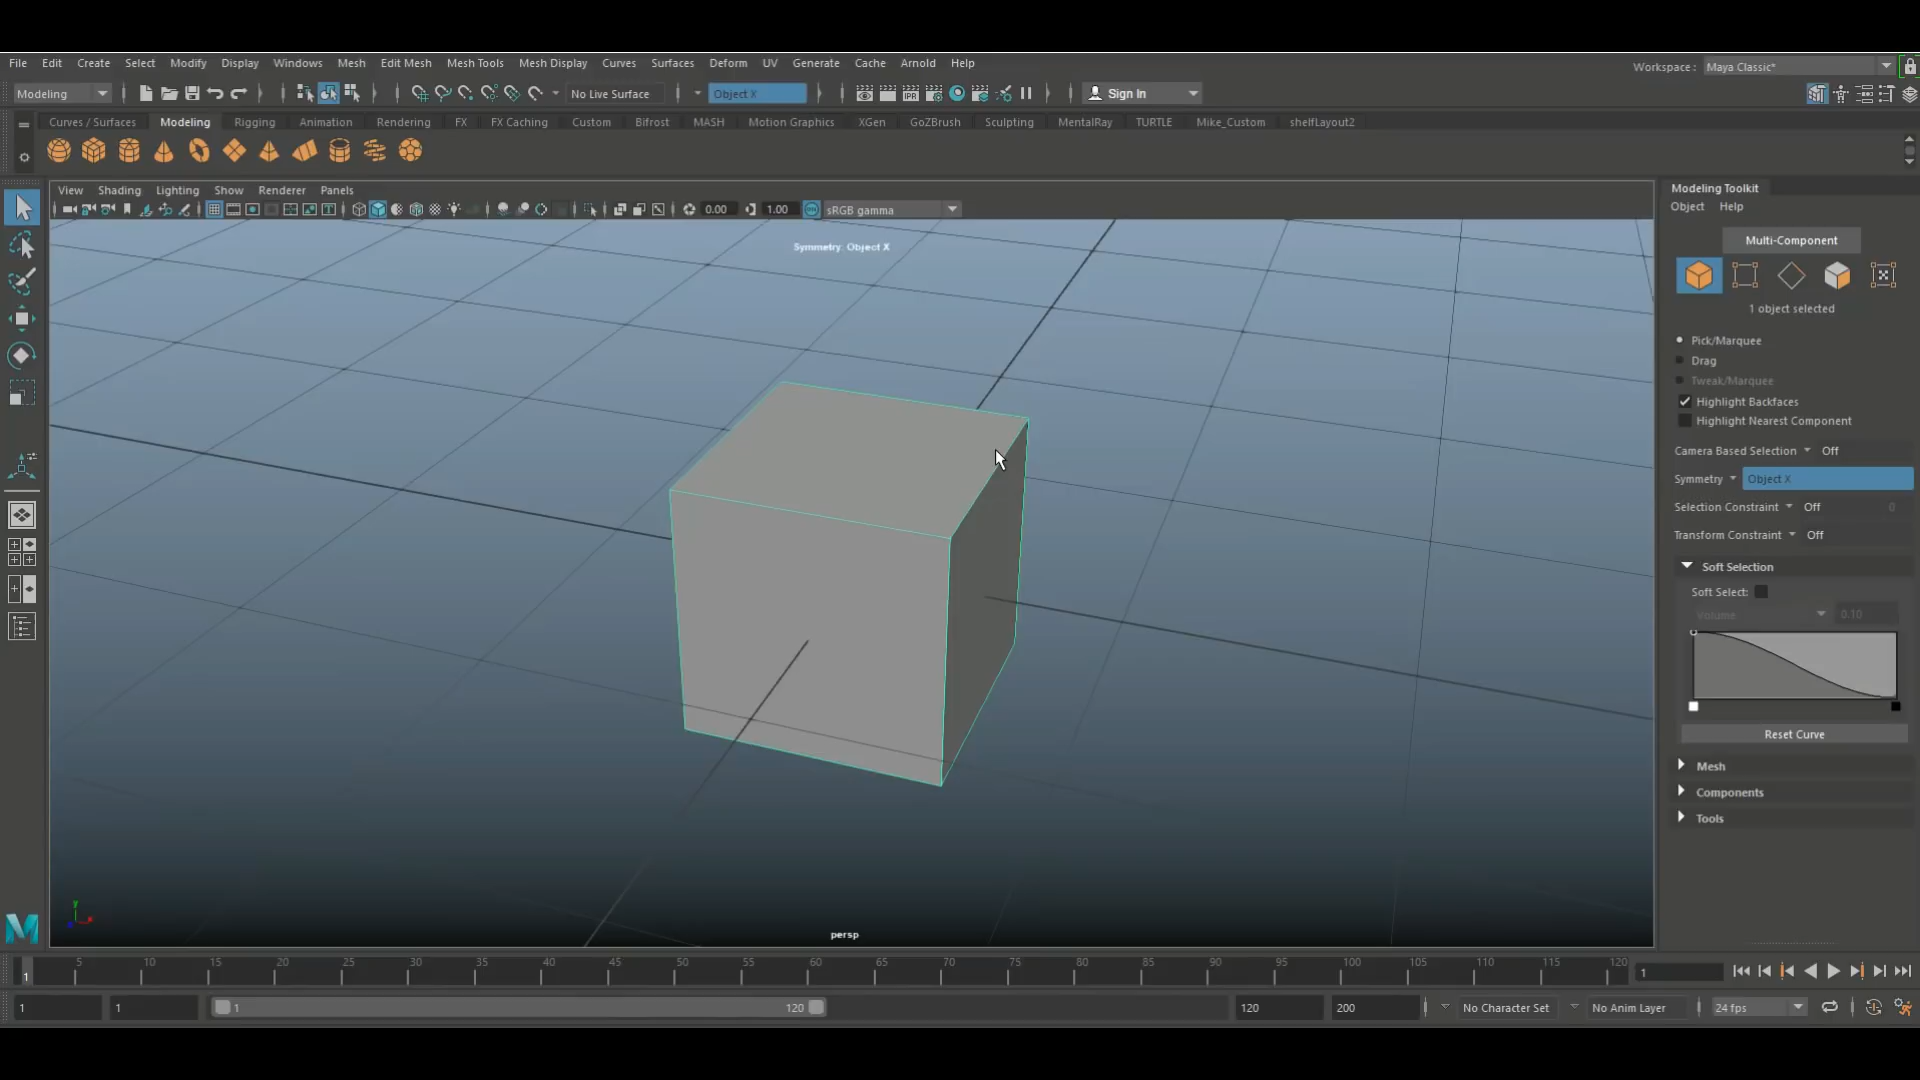 File Edit Create Select Modify Display Windows Mesh Edit Mesh Mesh Tools Mesh Display Curves Surfaces Deform UV Generate Cache Arnold Help
Workspace : Maya Classic*
Modeling No Live Surface Object X IPR Sign In
Curves / Surfaces Modeling Rigging Animation Rendering FX FX Caching Custom Bifrost MASH Motion Graphics XGen GoZBrush Sculpting MentalRay TURTLE Mike_Custom shelfLayout2
View Shading Lighting Show Renderer Panels
0.00 1.00 sRGB gamma
Symmetry: Object X
persp
Modeling Toolkit
Object Help
Multi-Component
1 object selected
Pick/Marquee
Drag
Tweak/Marquee
Highlight Backfaces
Highlight Nearest Component
Camera Based Selection Off
Symmetry Object X
Selection Constraint Off 0
Transform Constraint Off
Soft Selection
Soft Select:
Volume 0.10
Reset Curve
Mesh
Components
Tools
5 10 15 20 25 30 35 40 45 50 55 60 65 70 75 80 85 90 95 100 105 110 115 120
1 1
1 1 1 120 120 200 No Character Set No Anim Layer 24 fps